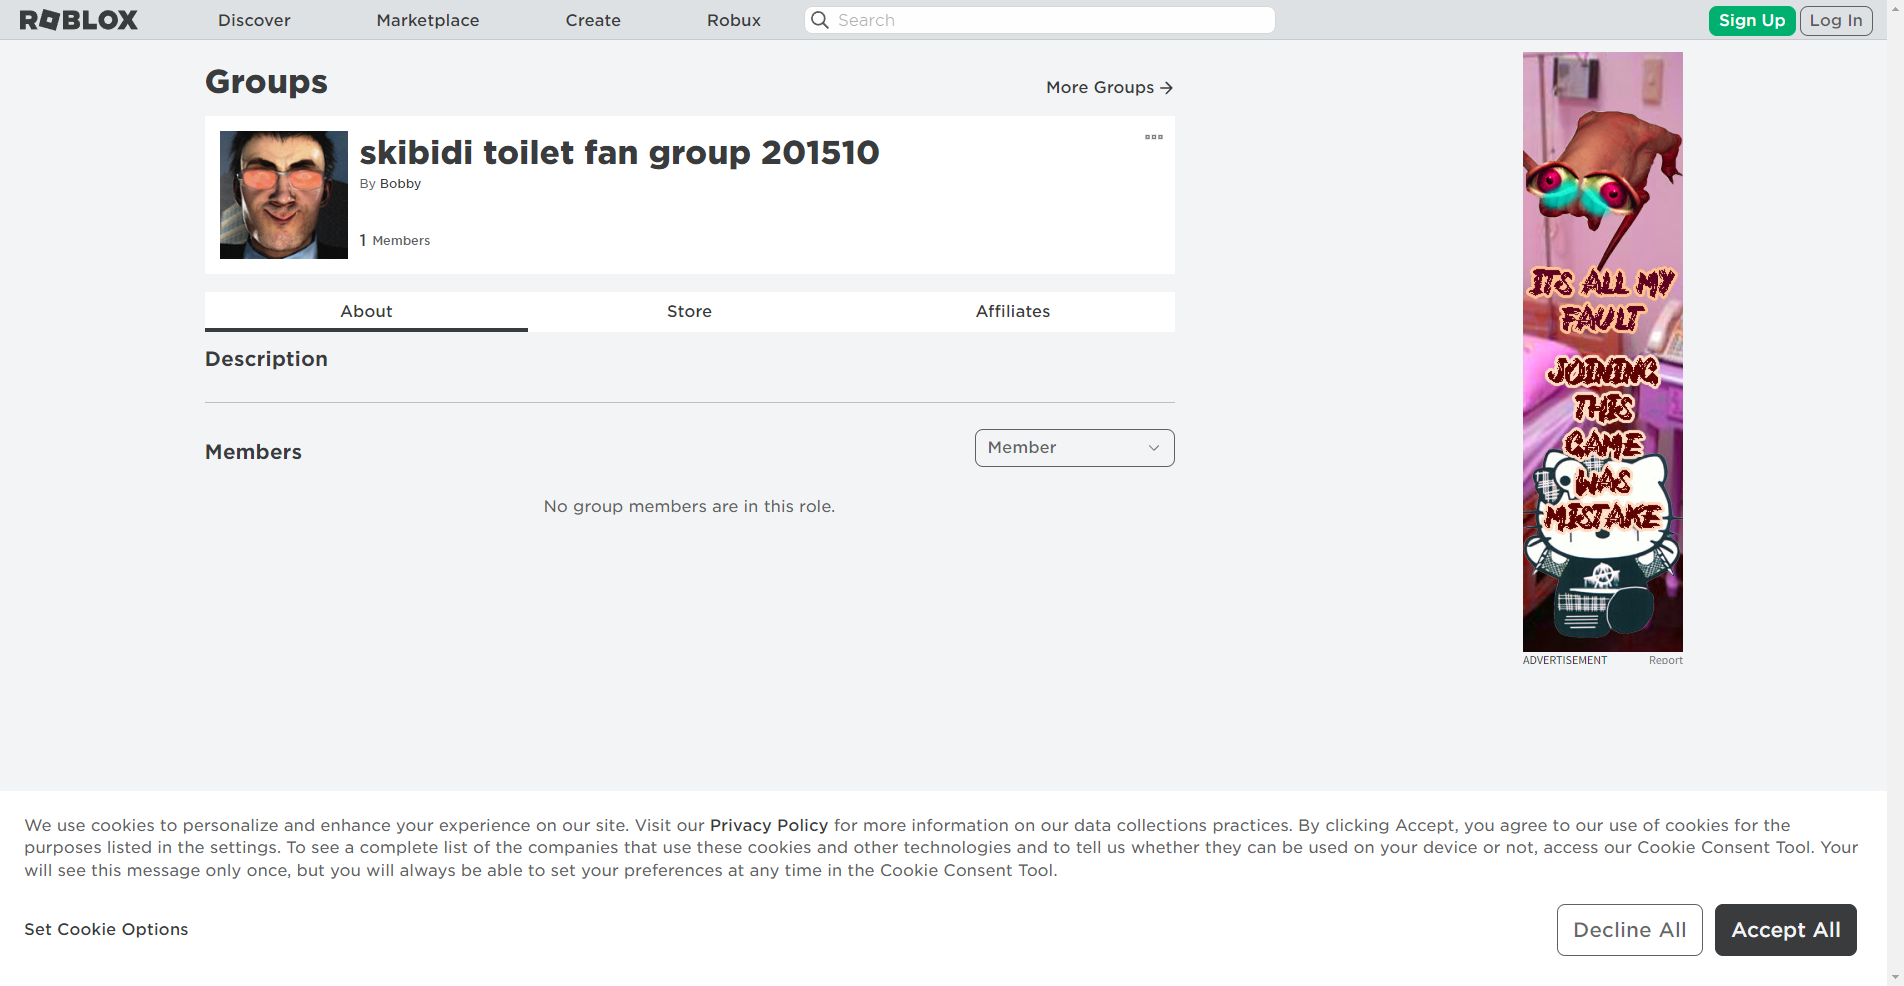 ROBLOX
Discover
Marketplace
Create
Robux
Search
Sign Up
Log In
Groups
More Groups
skibidi toilet fan group 201510
By Bobby
1 Members
About
Store
Affiliates
Description
Members
Member
No group members are in this role.
ITS ALL MY
FAULT
JOINING
THIS
GAME
WAS
MISTAKE
ADVERTISEMENT
Report
We use cookies to personalize and enhance your experience on our site. Visit our Privacy Policy for more information on our data collections practices. By clicking Accept, you agree to our use of cookies for the
purposes listed in the settings. To see a complete list of the companies that use these cookies and other technologies and to tell us whether they can be used on your device or not, access our Cookie Consent Tool. Your
will see this message only once, but you will always be able to set your preferences at any time in the Cookie Consent Tool.
Set Cookie Options
Decline All
Accept All